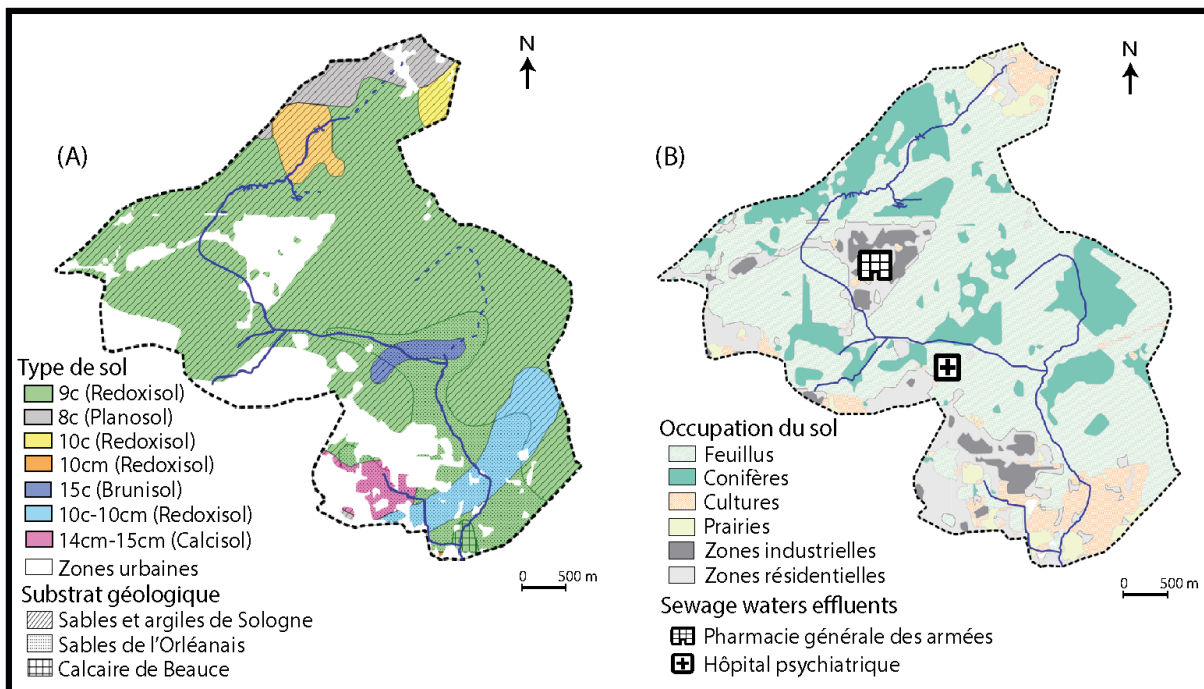 (A)
N
Type de sol
9c (Redoxisol)
8c (Planosol)
10c (Redoxisol)
10cm (Redoxisol)
15c (Brunisol)
10c-10cm (Redoxisol)
14cm-15cm (Calcisol)
Zones urbaines
Substrat géologique
Sables et argiles de Sologne
Sables de l'Orléanais
Calcaire de Beauce
0 500 m
(B)
N
Occupation du sol
Feuillus
Conifères
Cultures
Prairies
Zones industrielles
Zones résidentielles
Sewage waters effluents
Pharmacie générale des armées
Hôpital psychiatrique
0 500 m